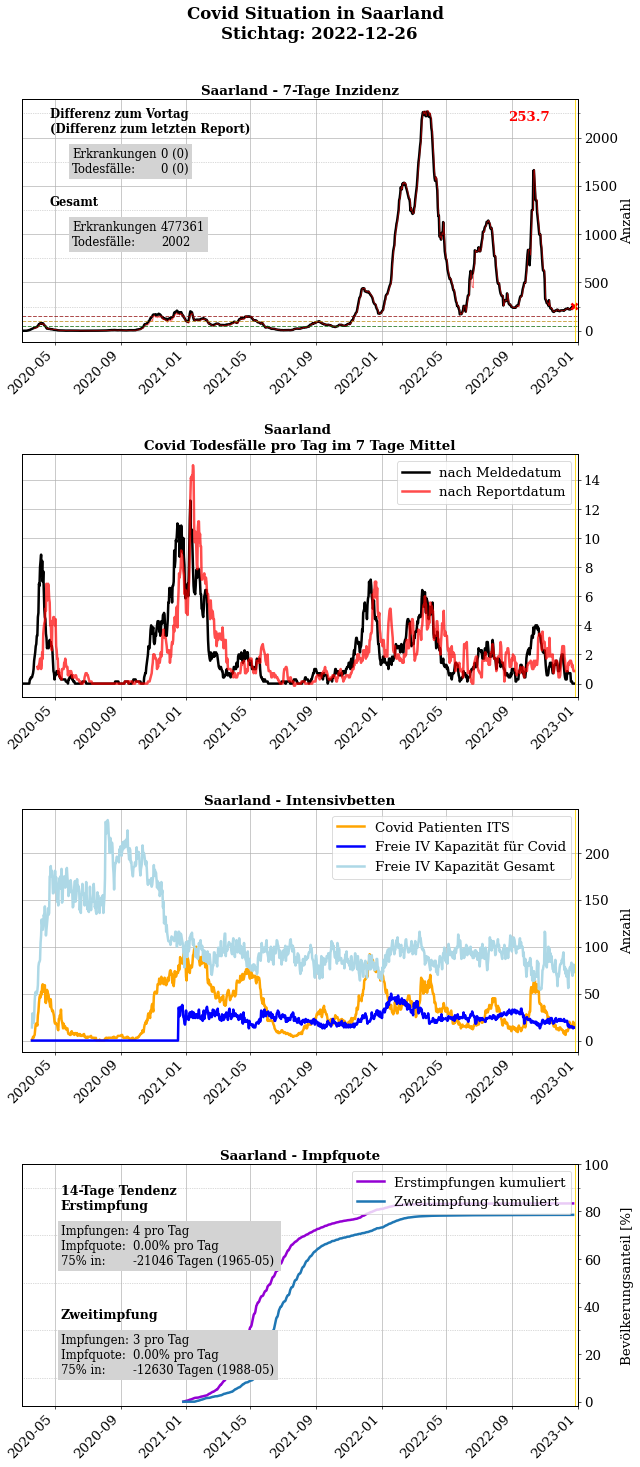 Covid Situation in Saarland
Stichtag: 2022-12-26
Saarland - 7-Tage Inzidenz
Differenz zum Vortag
(Differenz zum letzten Report)
Erkrankungen 0 (0)
Todesfälle: 0 (0)
Gesamt
Erkrankungen 477361
Todesfälle: 2002
253.7
2000
1500
1000
500
0
Anzahl
2020-05
2020-09
2021-01
2021-05
2021-09
2022-01
2022-05
2022-09
2023-01
Saarland
Covid Todesfälle pro Tag im 7 Tage Mittel
nach Meldedatum
nach Reportdatum
14
12
10
8
6
4
2
0
2020-05
2020-09
2021-01
2021-05
2021-09
2022-01
2022-05
2022-09
2023-01
Saarland - Intensivbetten
Covid Patienten ITS
Freie IV Kapazität für Covid
Freie IV Kapazität Gesamt
200
150
100
50
0
Anzahl
2020-05
2020-09
2021-01
2021-05
2021-09
2022-01
2022-05
2022-09
2023-01
Saarland - Impfquote
14-Tage Tendenz
Erstimpfung
Impfungen: 4 pro Tag
Impfquote: 0.00% pro Tag
75% in: -21046 Tagen (1965-05)
Zweitimpfung
Impfungen: 3 pro Tag
Impfquote: 0.00% pro Tag
75% in: -12630 Tagen (1988-05)
Erstimpfungen kumuliert
Zweitimpfung kumuliert
100
80
60
40
20
0
Bevölkerungsanteil [%]
2020-05
2020-09
2021-01
2021-05
2021-09
2022-01
2022-05
2022-09
2023-01